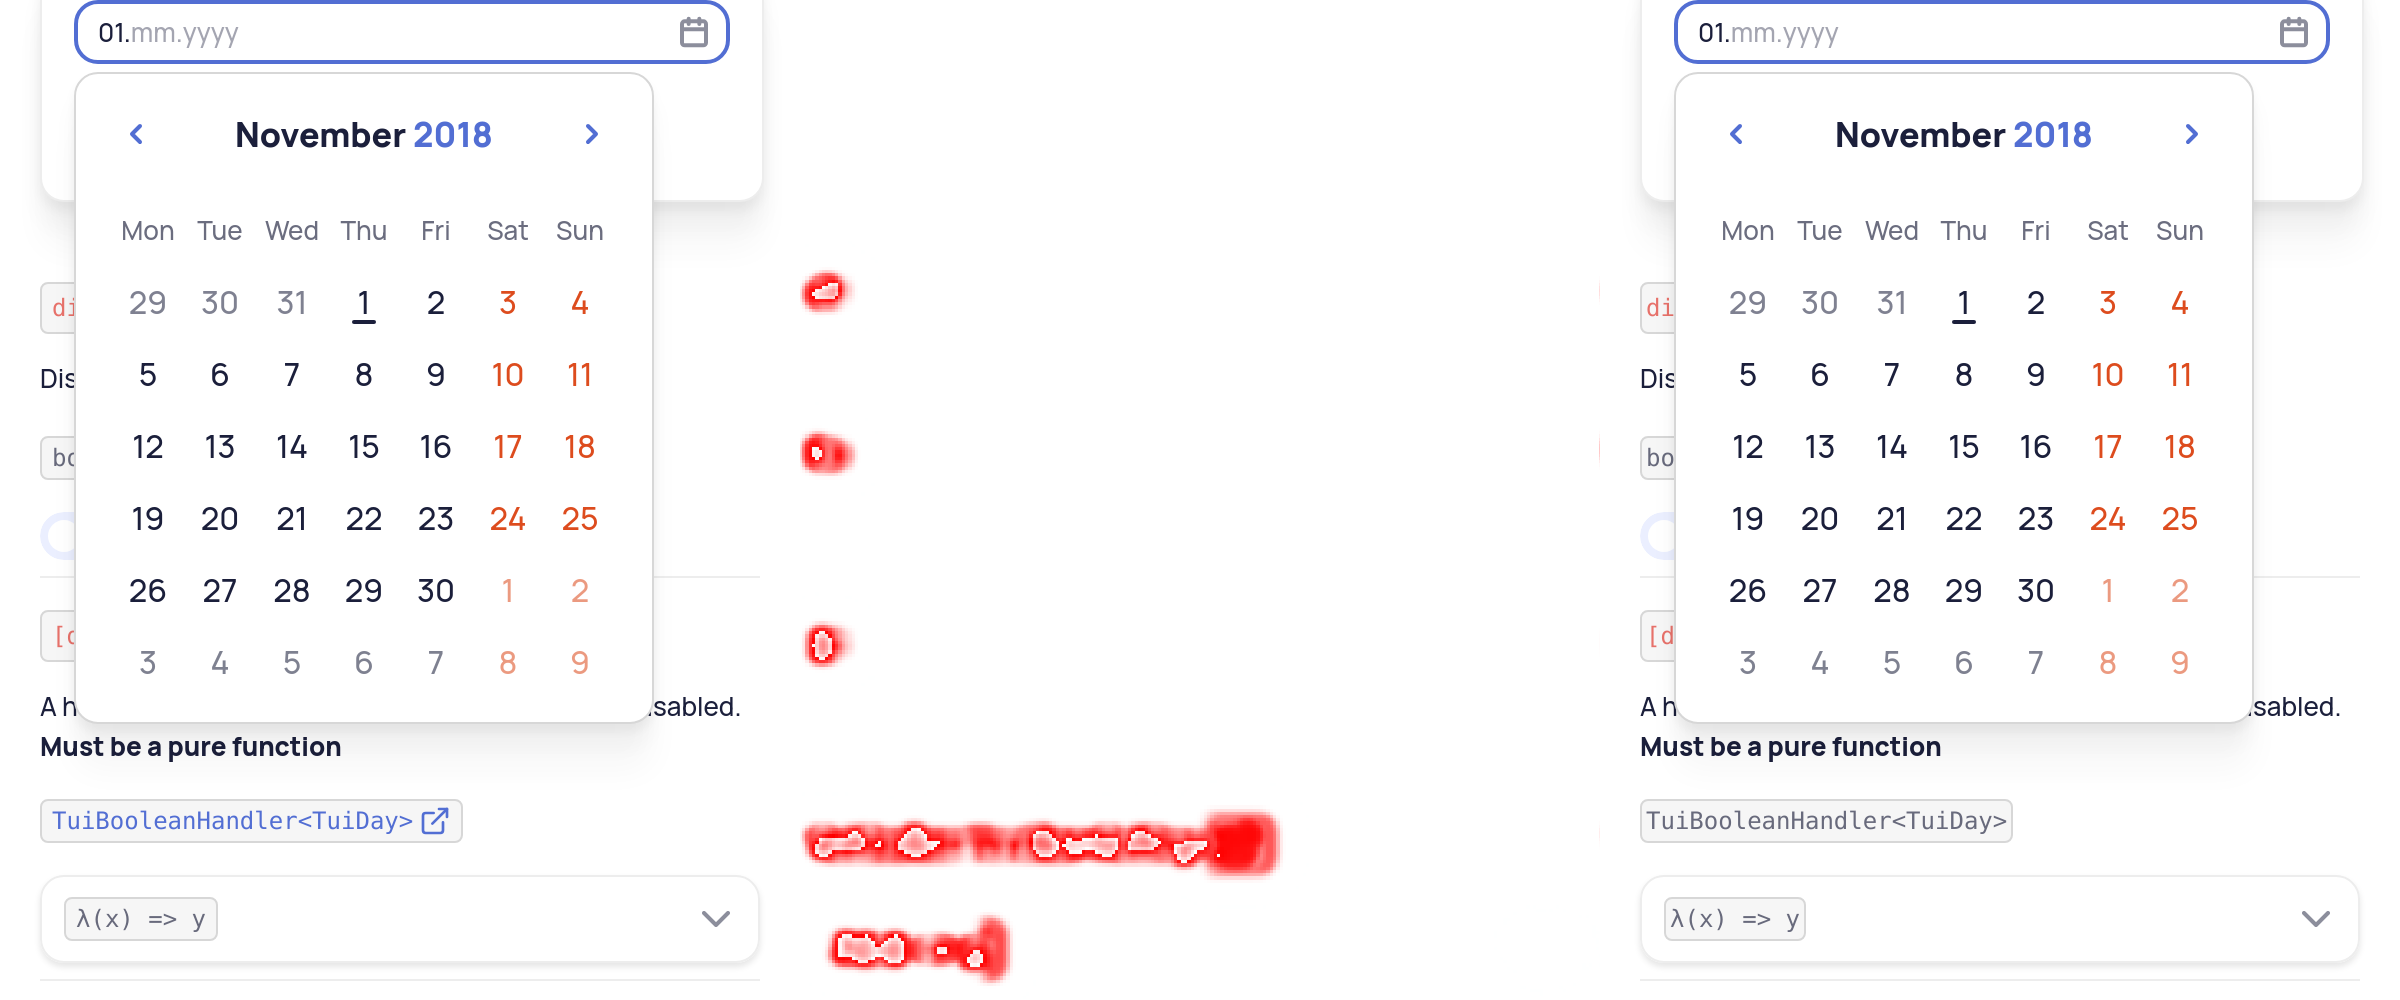 01.mm.yyyy
November 2018
Mon Tue Wed Thu Fri Sat Sun
29 30 31 1 2 3 4
di
5 6 7 8 9 10 11
Dis
12 13 14 15 16 17 18
bo
19 20 21 22 23 24 25
26 27 28 29 30 1 2
[d
3 4 5 6 7 8 9
A h sabled.
Must be a pure function
TuiBooleanHandler<TuiDay>
λ(x) => y
01.mm.yyyy
November 2018
Mon Tue Wed Thu Fri Sat Sun
29 30 31 1 2 3 4
di
5 6 7 8 9 10 11
Dis
12 13 14 15 16 17 18
bo
19 20 21 22 23 24 25
26 27 28 29 30 1 2
[d
3 4 5 6 7 8 9
A h sabled.
Must be a pure function
TuiBooleanHandler<TuiDay>
λ(x) => y